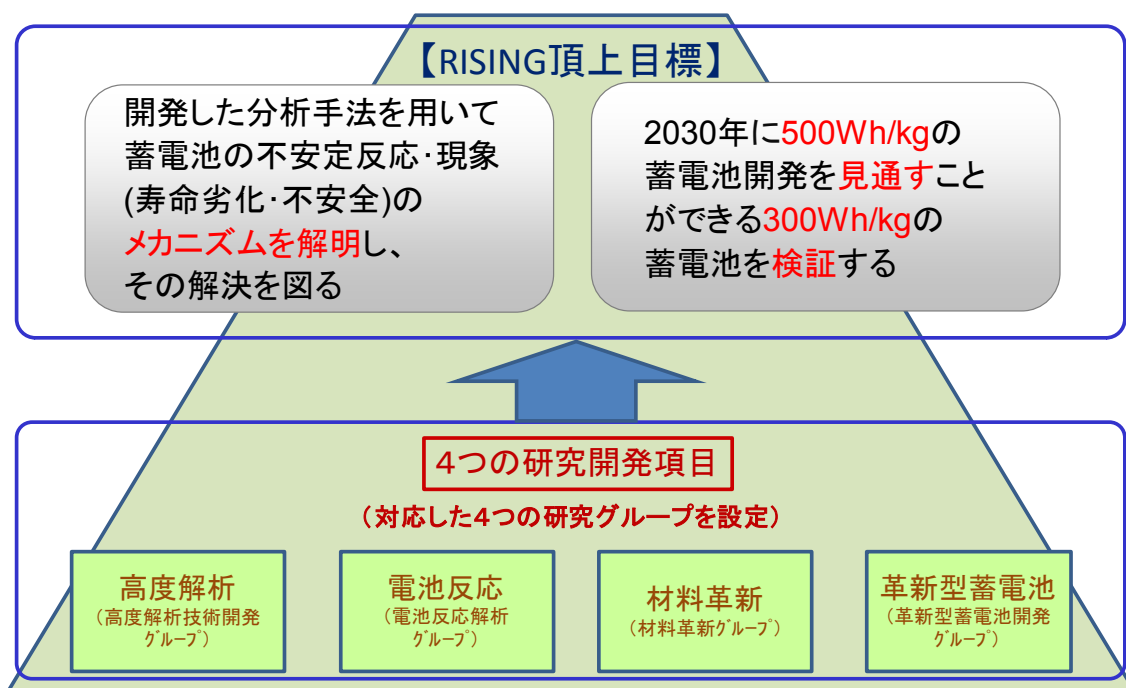 【RISING頂上目標】
開発した分析手法を用いて
蓄電池の不安定反応･現象
(寿命劣化･不安全)の
メカニズムを解明し、
その解決を図る
2030年に500Wh/kgの
蓄電池開発を見通すこと
ができる300Wh/kgの
蓄電池を検証する
４つの研究開発項目
（対応した４つの研究グループを設定）
高度解析
（高度解析技術開発
ｸﾞﾙｰﾌﾟ）
電池反応
（電池反応解析
ｸﾞﾙｰﾌﾟ）
材料革新
（材料革新ｸﾞﾙｰﾌﾟ）
革新型蓄電池
（革新型蓄電池開発
ｸﾞﾙｰﾌﾟ）